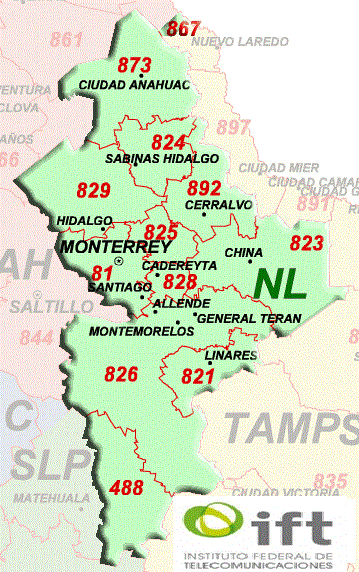 867
861
NUEVO LAREDO
873
CIUDAD ANAHUAC
VENTURA
CLOVA
897
824
AÑOS
SABINAS HIDALGO
66
CIUDAD MIER
829
892
CIUDAD CAMA
CERRALVO
891
CIUDAD G
HIDALGO
825
823
MONTERREY
CHINA
AH
81
CADEREYTA
828
NL
SANTIAGO
SALTILLO
ALLENDE
GENERAL TERAN
MONTEMORELOS
844
LINARES
826
821
C
TAMPS
SLP
488
835
MATEHUALA
CIUDAD VICTORIA
ift
INSTITUTO FEDERAL DE
TELECOMUNICACIONES